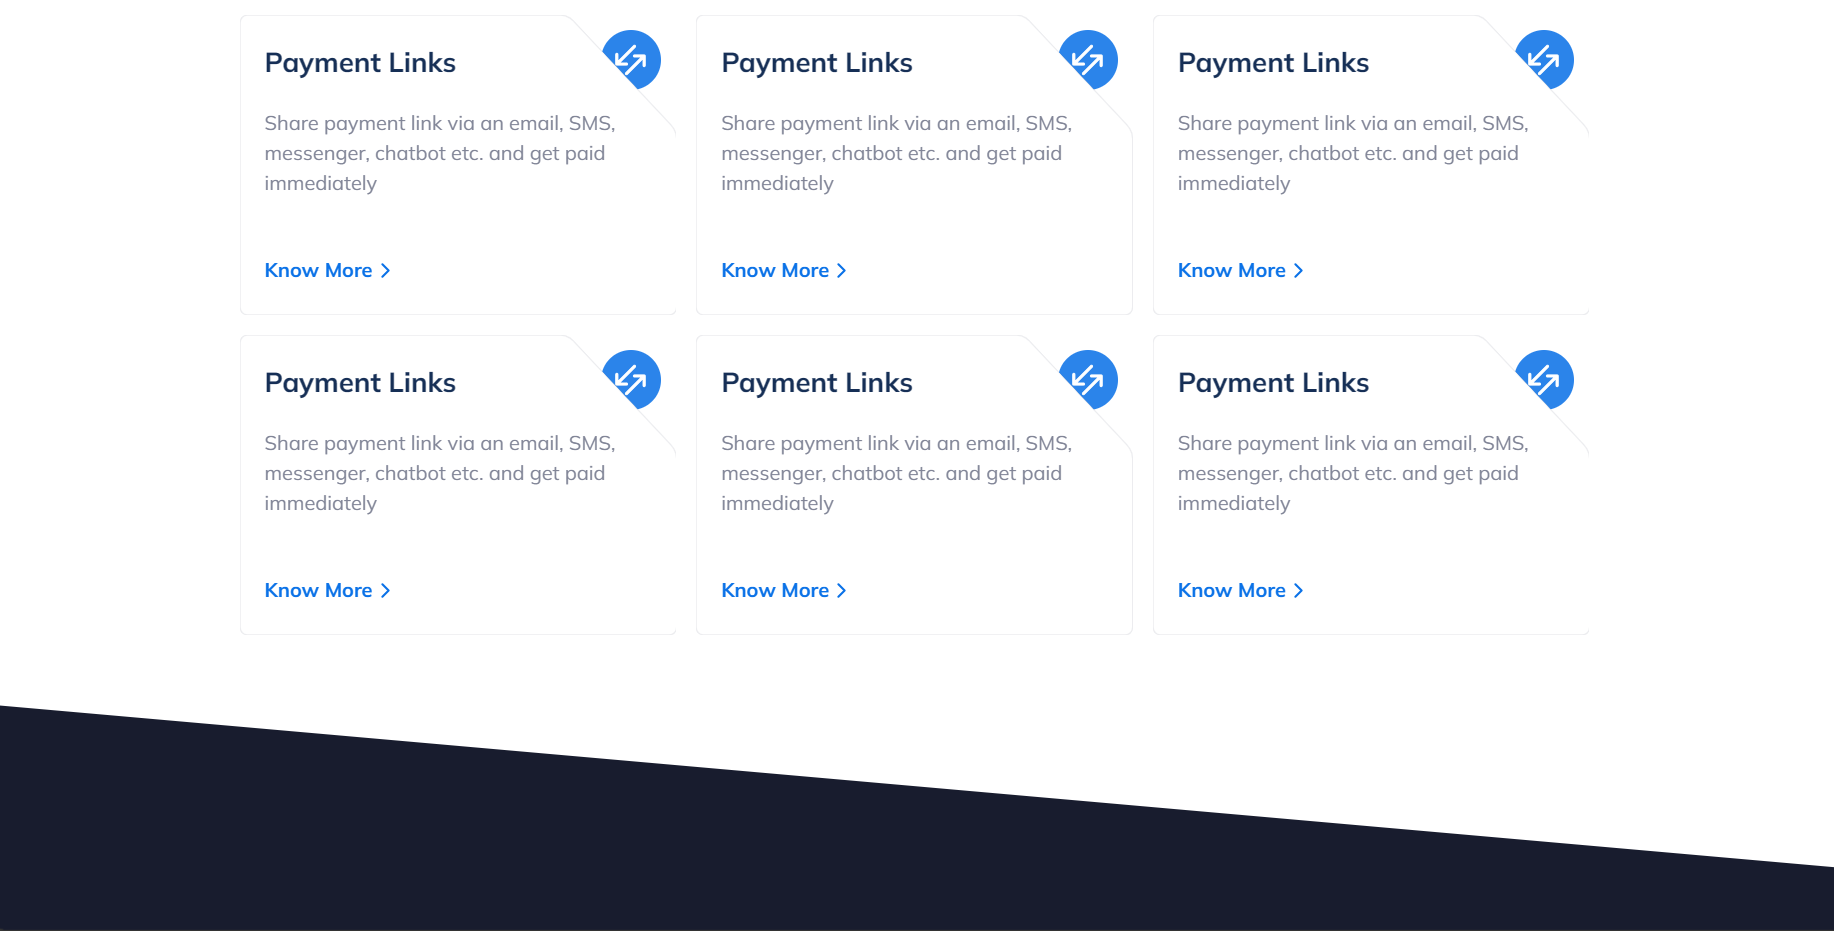 Payment Links
Share payment link via an email, SMS,
messenger, chatbot etc. and get paid
immediately
Know More
Payment Links
Share payment link via an email, SMS,
messenger, chatbot etc. and get paid
immediately
Know More
Payment Links
Share payment link via an email, SMS,
messenger, chatbot etc. and get paid
immediately
Know More
Payment Links
Share payment link via an email, SMS,
messenger, chatbot etc. and get paid
immediately
Know More
Payment Links
Share payment link via an email, SMS,
messenger, chatbot etc. and get paid
immediately
Know More
Payment Links
Share payment link via an email, SMS,
messenger, chatbot etc. and get paid
immediately
Know More